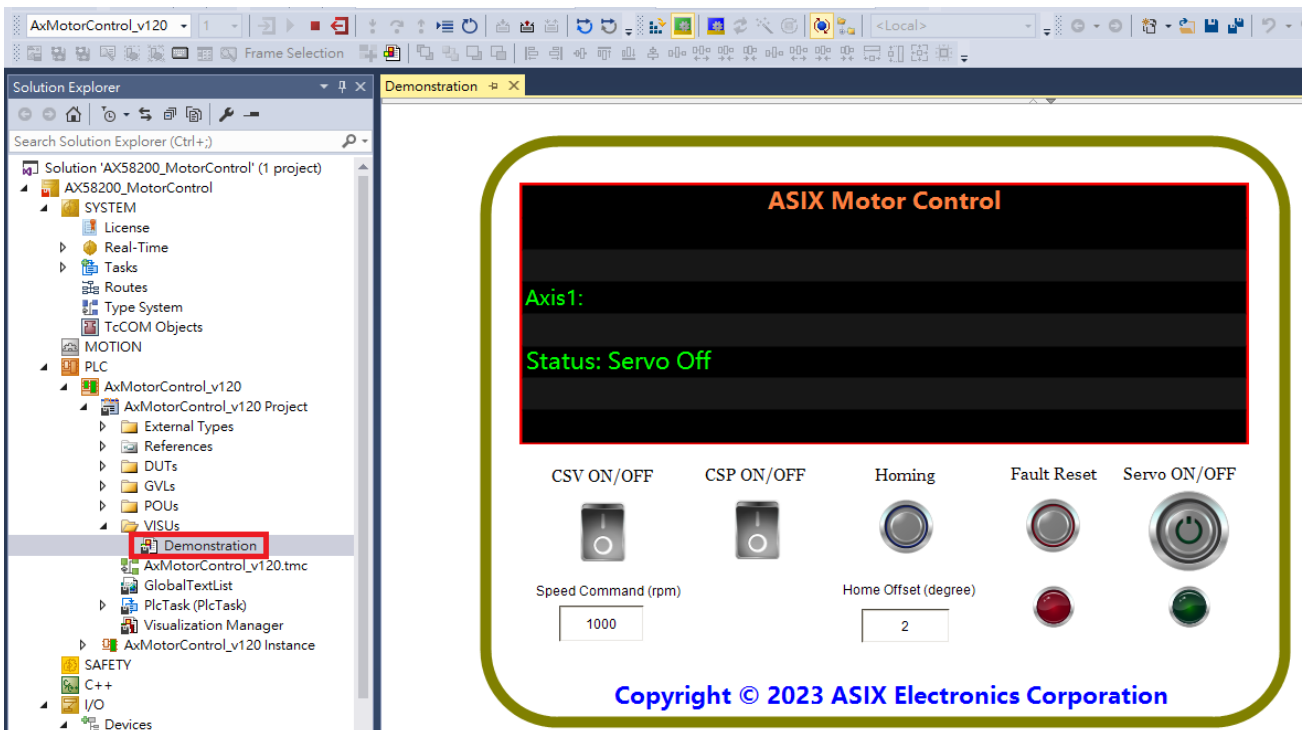 AxMotorControl_v120 1 <Local>
Frame Selection
Solution Explorer
Demonstration
Search Solution Explorer (Ctrl+;)
Solution 'AX58200_MotorControl' (1 project)
AX58200_MotorControl
SYSTEM
License
Real-Time
Tasks
Routes
Type System
TcCOM Objects
MOTION
PLC
AxMotorControl_v120
AxMotorControl_v120 Project
External Types
References
DUTs
GVLs
POUs
VISUs
Demonstration
AxMotorControl_v120.tmc
GlobalTextList
PlcTask (PlcTask)
Visualization Manager
AxMotorControl_v120 Instance
SAFETY
C++
I/O
Devices
ASIX Motor Control
Axis1:
Status: Servo Off
CSV ON/OFF CSP ON/OFF Homing Fault Reset Servo ON/OFF
Speed Command (rpm) Home Offset (degree)
1000 2
Copyright © 2023 ASIX Electronics Corporation